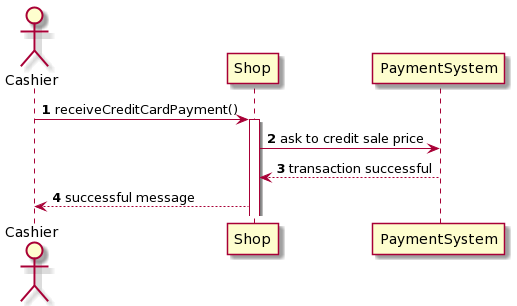 Cashier
Shop
PaymentSystem
1 receiveCreditCardPayment()
2 ask to credit sale price
3 transaction successful
4 successful message
Cashier
Shop
PaymentSystem